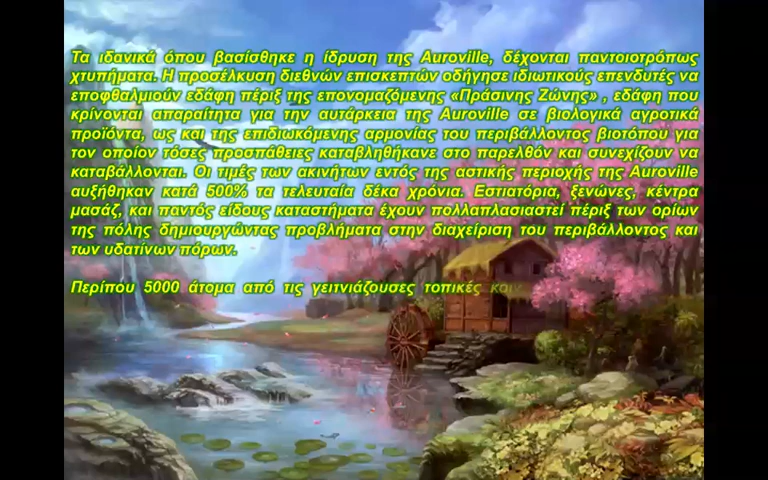 Τα ιδανικά όπου βασίσθηκε η ίδρυση της Auroville, δέχονται παντοιοτρόπως
χτυπήματα. Η προσέλκυση διεθνών επισκεπτών οδήγησε ιδιωτικούς επενδυτές να
εποφθαλμιούν εδάφη πέριξ της επονομαζόμενης «Πράσινης Ζώνης» , εδάφη που
κρίνονται απαραίτητα για την αυτάρκεια της Auroville σε βιολογικά αγροτικά
προϊόντα, ως και της επιδιωκόμενης αρμονίας του περιβάλλοντος βιοτόπου για
τον οποίον τόσες προσπάθειες καταβληθήκανε στο παρελθόν και συνεχίζουν να
καταβάλλονται. Οι τιμές των ακινήτων εντός της αστικής περιοχής της Auroville
αυξήθηκαν κατά 500% τα τελευταία δέκα χρόνια. Εστιατόρια, ξενώνες, κέντρα
μασάζ, και παντός είδους καταστήματα έχουν πολλαπλασιαστεί πέριξ των ορίων
της πόλης δημιουργώντας προβλήματα στην διαχείριση του περιβάλλοντος και
των υδατίνων πόρων.
Περίπου 5000 άτομα από τις γειτνιάζουσες τοπικές